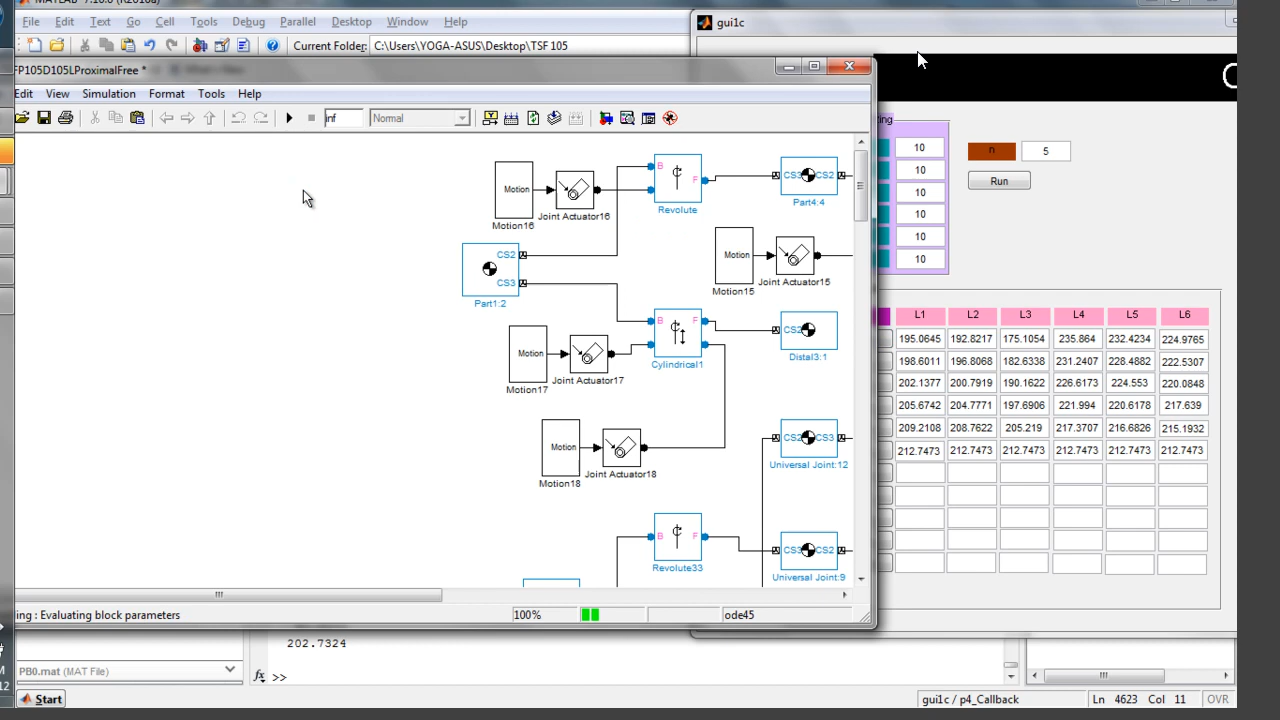 MATLAB 7.10.0 (R2010a)
File Edit Text Go Cell Tools Debug Parallel Desktop Window Help
Current Folder: C:\Users\YOGA-ASUS\Desktop\TSF 105
gui1c
FP105D105LProximalFree *
Edit View Simulation Format Tools Help
inf Normal
Motion
Motion16
Joint Actuator16
B F
Revolute
CS3 CS2
Part4:4
CS2
CS3
Part1:2
Motion
Motion15
Joint Actuator15
Motion
Motion17
Joint Actuator17
B F
Cylindrical1
CS2
Distal3:1
Motion
Motion18
Joint Actuator18
CS2 CS3
Universal Joint:12
B F
Revolute33
CS3 CS2
Universal Joint:9
ing : Evaluating block parameters 100% ode45
ing
10
10
10
10
10
10
n 5
Run
L1 L2 L3 L4 L5 L6
195.0645 192.8217 175.1054 235.864 232.4234 224.9765
198.6011 196.8068 182.6338 231.2407 228.4882 222.5307
202.1377 200.7919 190.1622 226.6173 224.553 220.0848
205.6742 204.7771 197.6906 221.994 220.6178 217.639
209.2108 208.7622 205.219 217.3707 216.6826 215.1932
212.7473 212.7473 212.7473 212.7473 212.7473 212.7473
202.7324
PB0.mat (MAT File)
fx >>
Start
gui1c / p4_Callback Ln 4623 Col 11 OVR